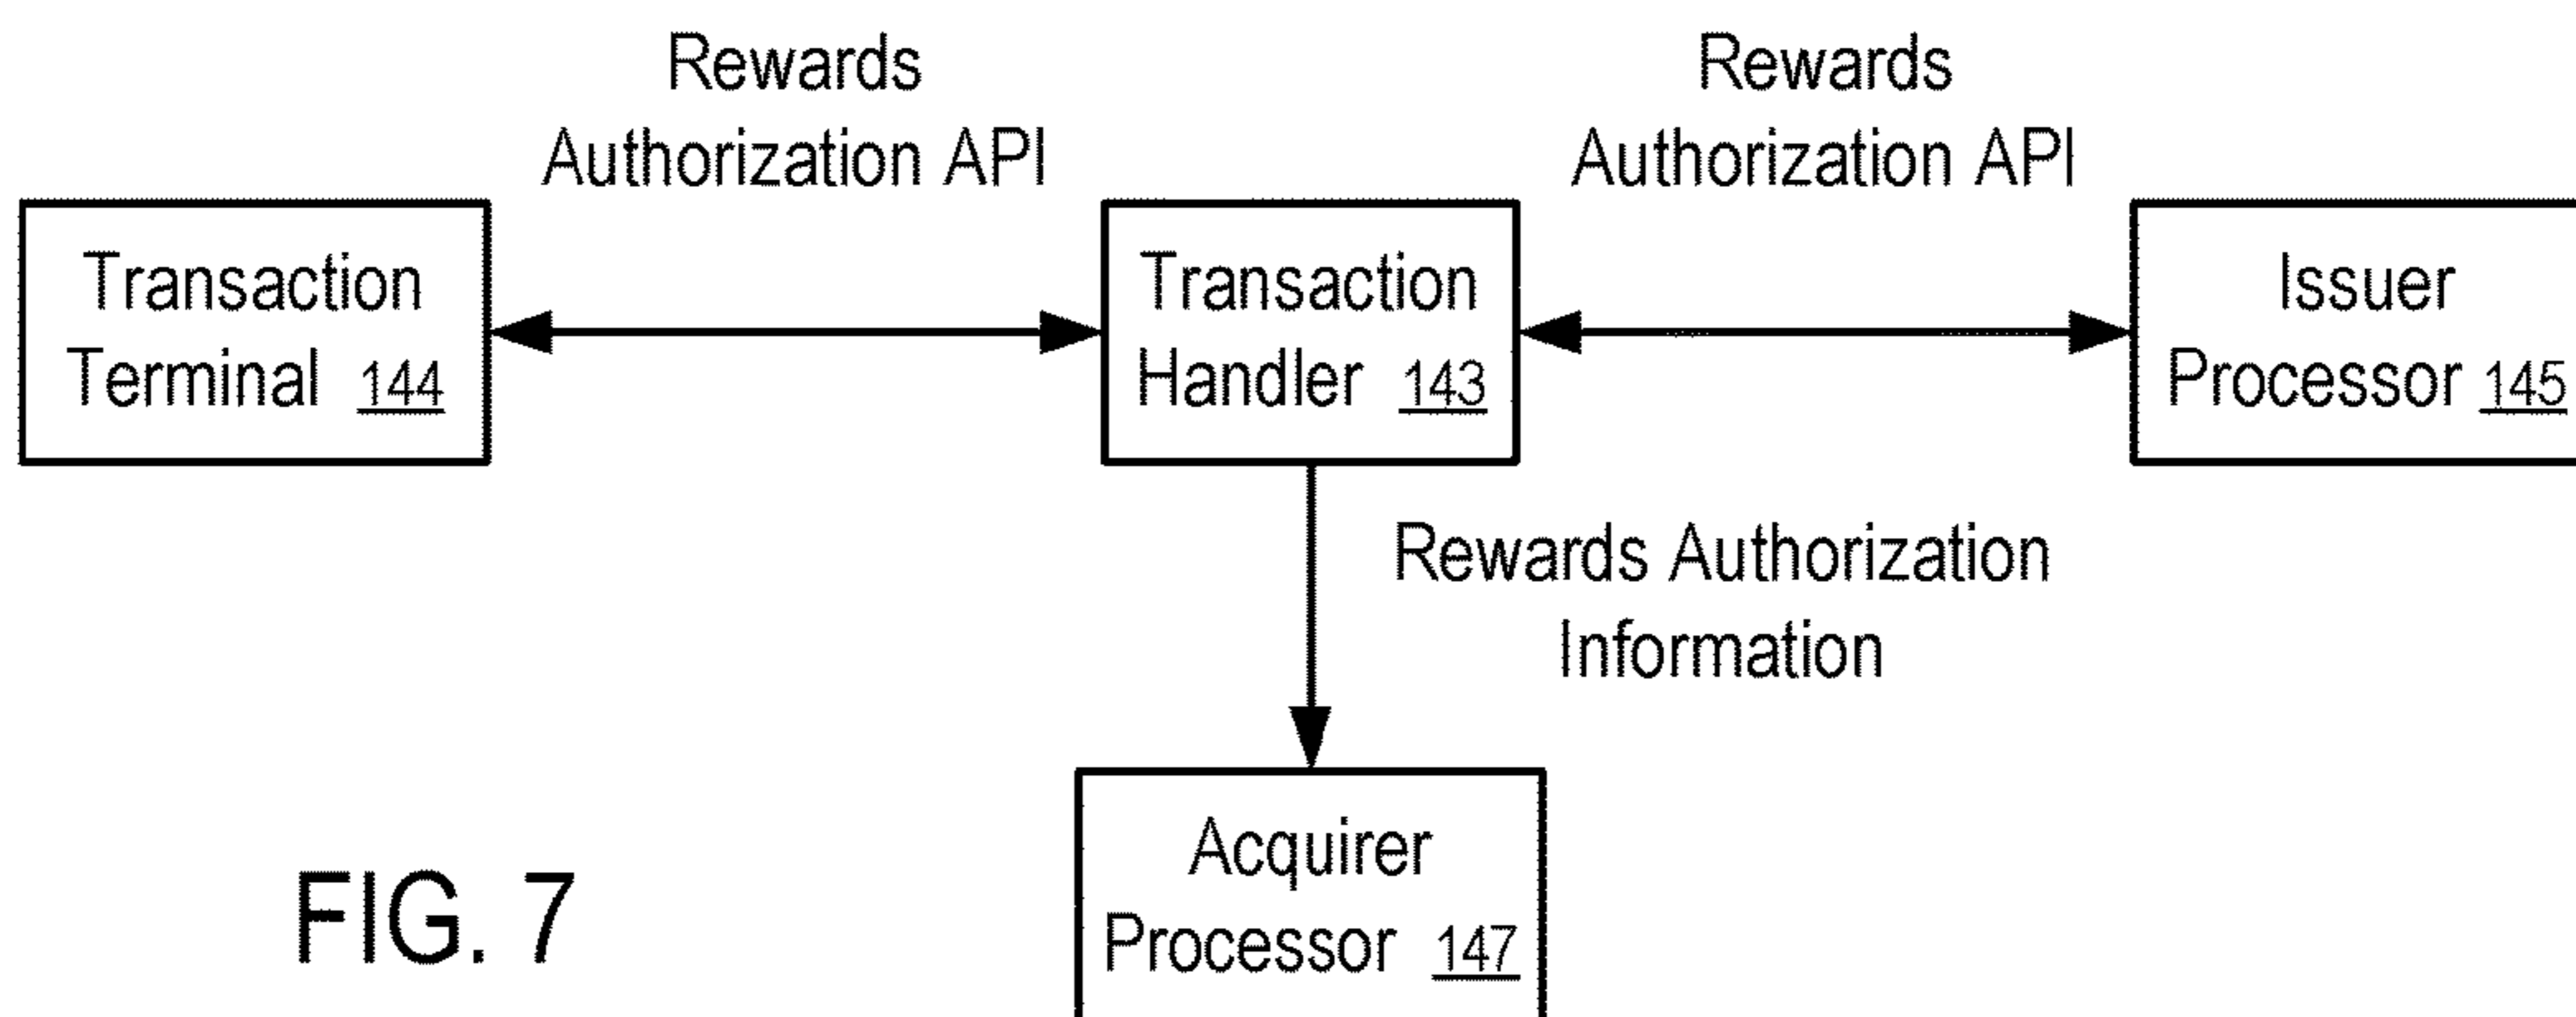 Rewards
Authorization API
Rewards
Authorization API
Transaction
Terminal 144
Transaction
Handler 143
Issuer
Processor 145
Rewards Authorization
Information
Acquirer
Processor 147
FIG. 7